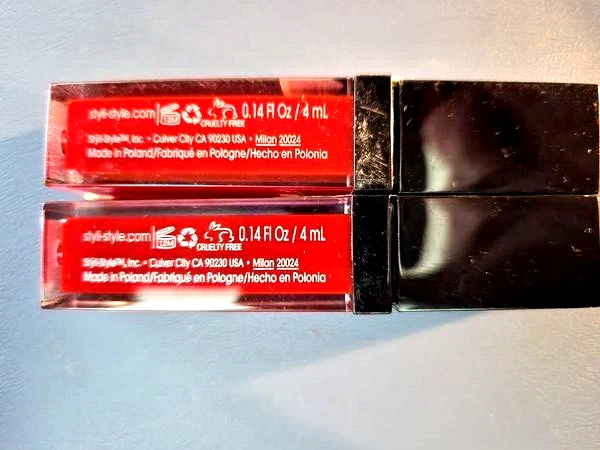 styli-style.com 12M CRUELTY FREE 0.14 Fl Oz / 4 mL
Styli-Style™, Inc. • Culver City CA 90230 USA • Milan 20024
Made in Poland/Fabriqué en Pologne/Hecho en Polonia
styli-style.com 12M CRUELTY FREE 0.14 Fl Oz / 4 mL
Styli-Style™, Inc. • Culver City CA 90230 USA • Milan 20024
Made in Poland/Fabriqué en Pologne/Hecho en Polonia